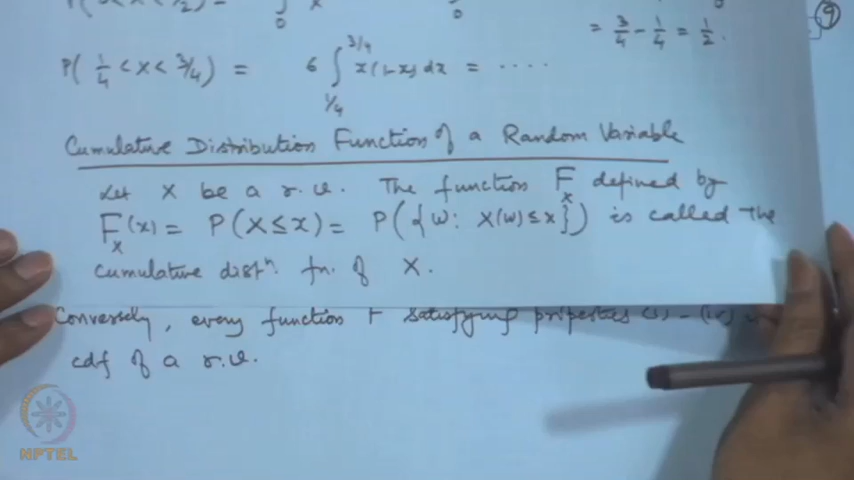 = 3/4 - 1/4 = 1/2.
9
P( 1/4 < X < 3/4 ) = 6 ∫_{1/4}^{3/4} x(1-x) dx = ....
Cumulative Distribution Function of a Random Variable
Let X be a r.v. The function F_X defined by
F_X(x) = P(X ≤ x) = P({ω: X(ω) ≤ x}) is called the
cumulative distⁿ. fn. of X.
Conversely, every function F satisfying properties (i) - (iv) is
cdf of a r.v.
NPTEL